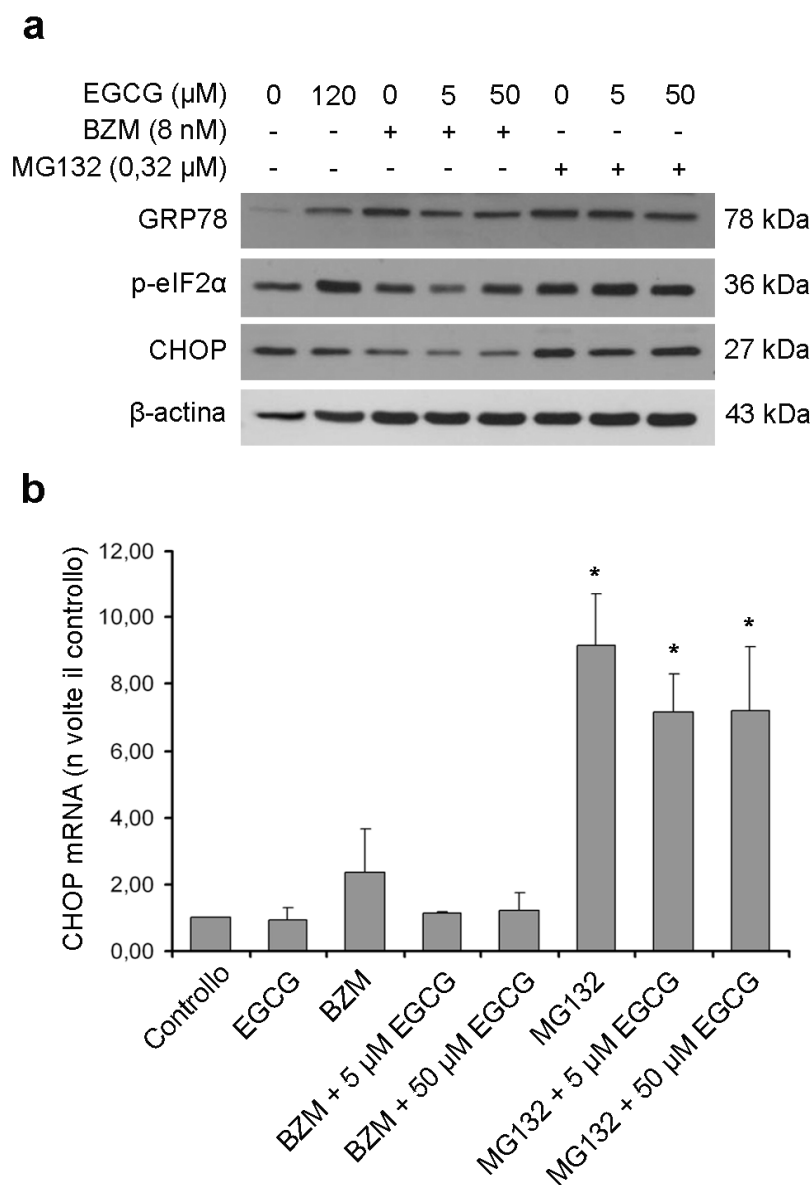 a
EGCG (µM) 0 120 0 5 50 0 5 50
BZM (8 nM) - - + + + - - -
MG132 (0,32 µM) - - - - - + + +
GRP78 78 kDa
p-eIF2α 36 kDa
CHOP 27 kDa
β-actina 43 kDa
b
CHOP mRNA (n volte il controllo)
12,00
10,00
8,00
6,00
4,00
2,00
0,00
* * *
Controllo
EGCG
BZM
BZM + 5 µM EGCG
BZM + 50 µM EGCG
MG132
MG132 + 5 µM EGCG
MG132 + 50 µM EGCG